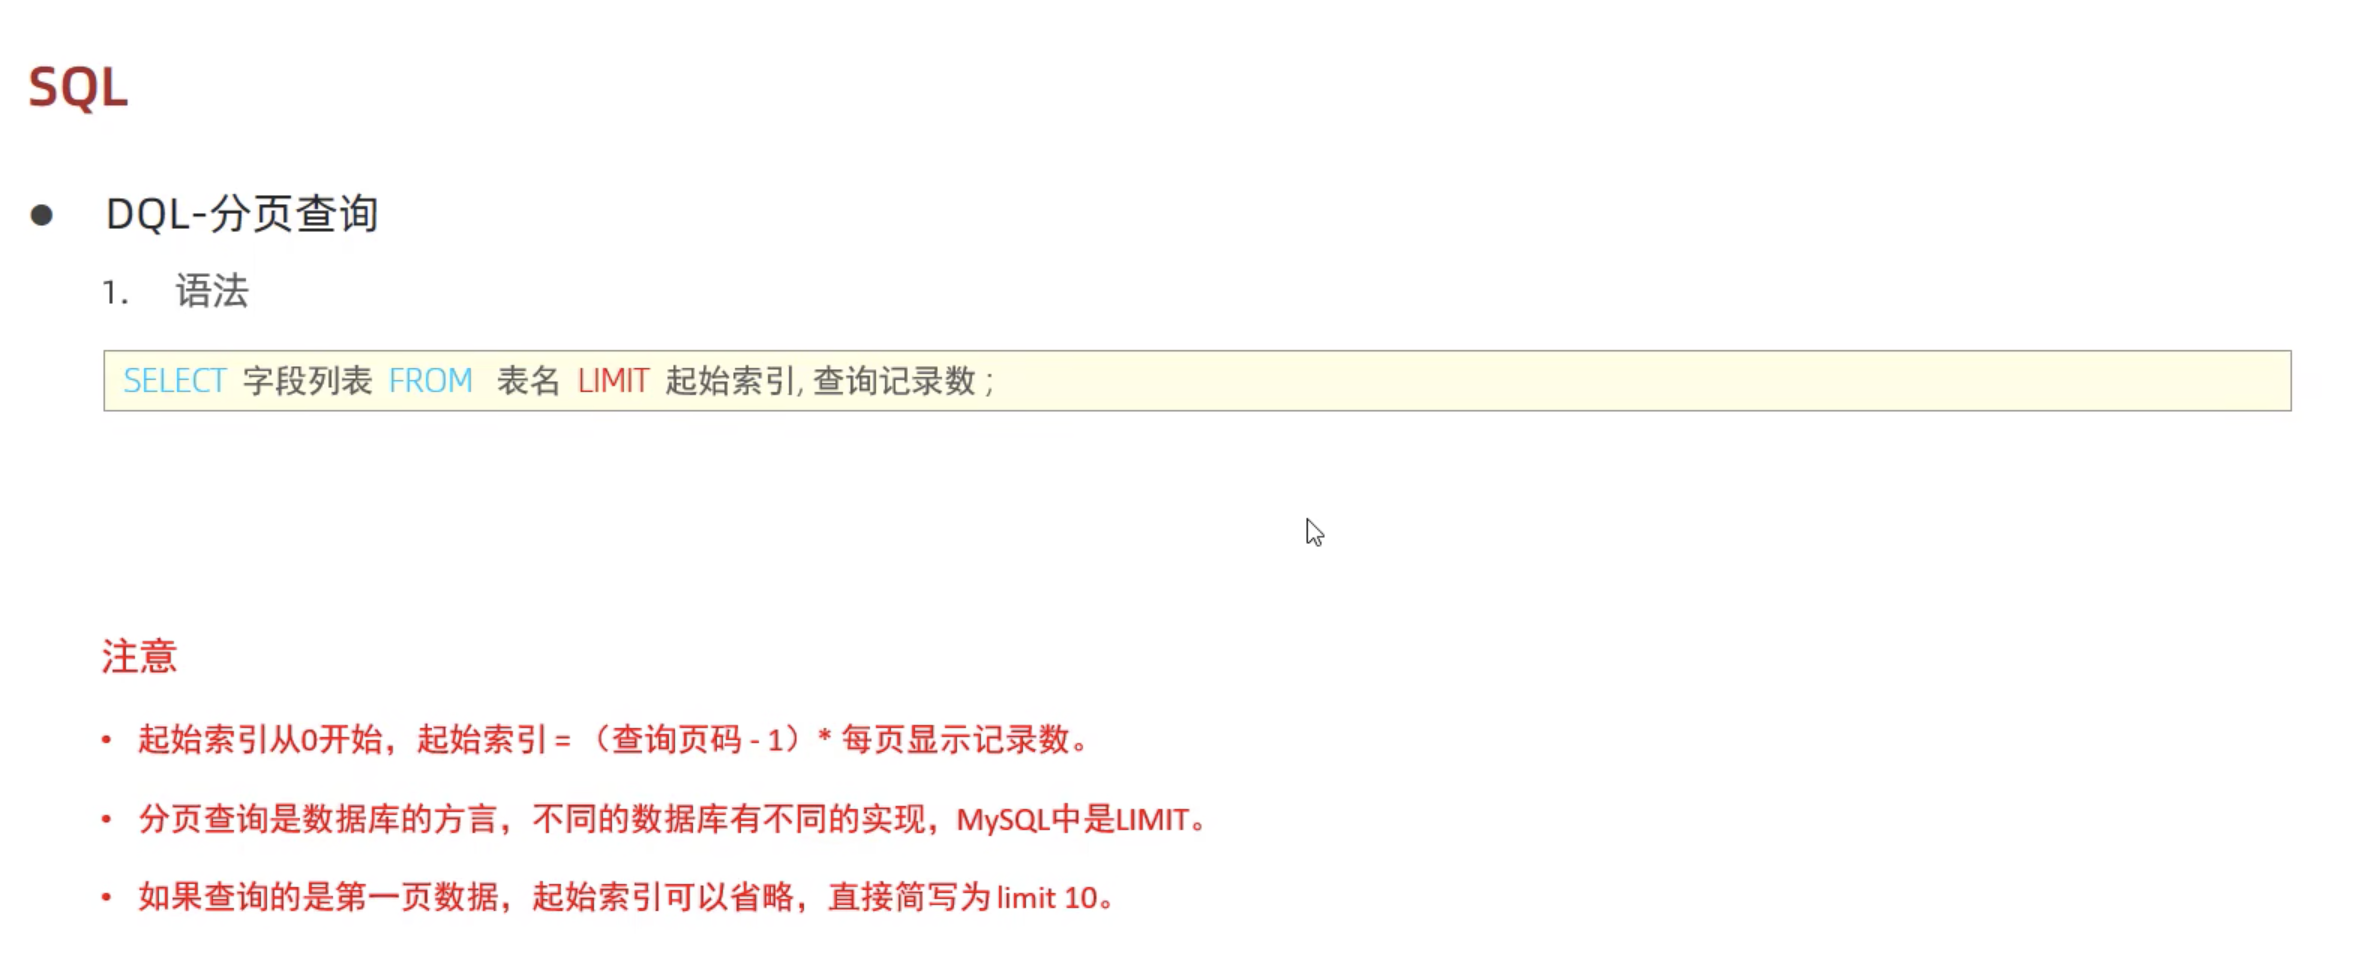 SQL
● DQL-分页查询
1. 语法
SELECT 字段列表 FROM 表名 LIMIT 起始索引, 查询记录数 ;
注意
• 起始索引从0开始，起始索引 = （查询页码 - 1）* 每页显示记录数。
• 分页查询是数据库的方言，不同的数据库有不同的实现，MySQL中是LIMIT。
• 如果查询的是第一页数据，起始索引可以省略，直接简写为 limit 10。